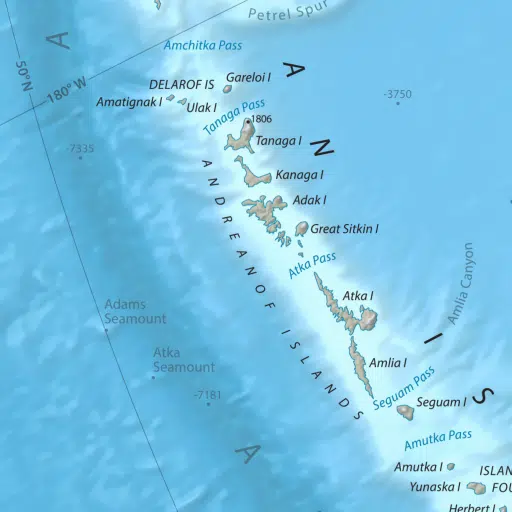 Petrel Spur
A
Amchitka Pass
A
50°N
180°W
DELAROF IS
Gareloi I
Amatignak I
Ulak I
-3750
Tanaga Pass
1806
Tanaga I
N
-7335
Kanaga I
Adak I
Great Sitkin I
ANDREANOF ISLANDS
Atka Pass
Amlia Canyon
Atka I
Adams
Seamount
I
Atka
Seamount
Amlia I
-7181
Seguam Pass
S
Seguam I
Amutka Pass
A
Amutka I
ISLAN
Yunaska I
FOU
Herbert I